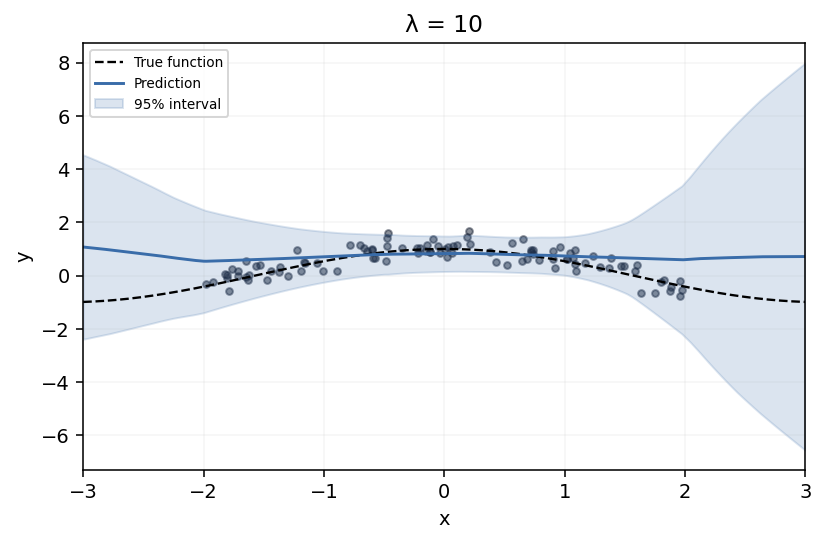 λ = 10
8
6
4
2
0
−2
−4
−6
y
True function
Prediction
95% interval
−3
−2
−1
0
1
2
3
x